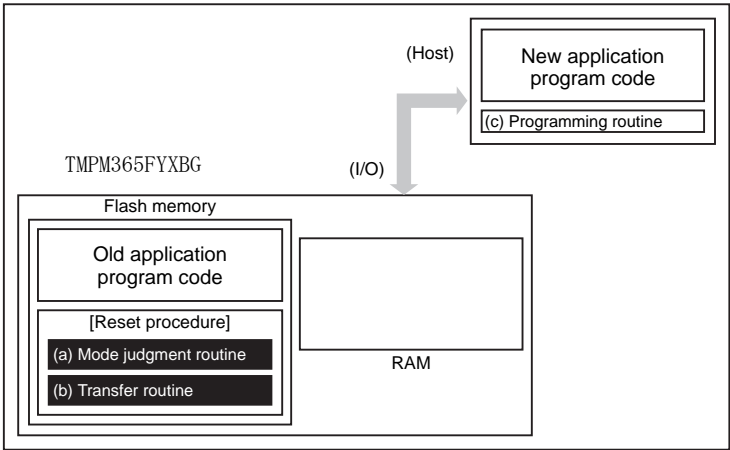 (Host)
New application
program code
(c) Programming routine
TMPM365FYXBG
(I/O)
Flash memory
Old application
program code
[Reset procedure]
(a) Mode judgment routine
(b) Transfer routine
RAM